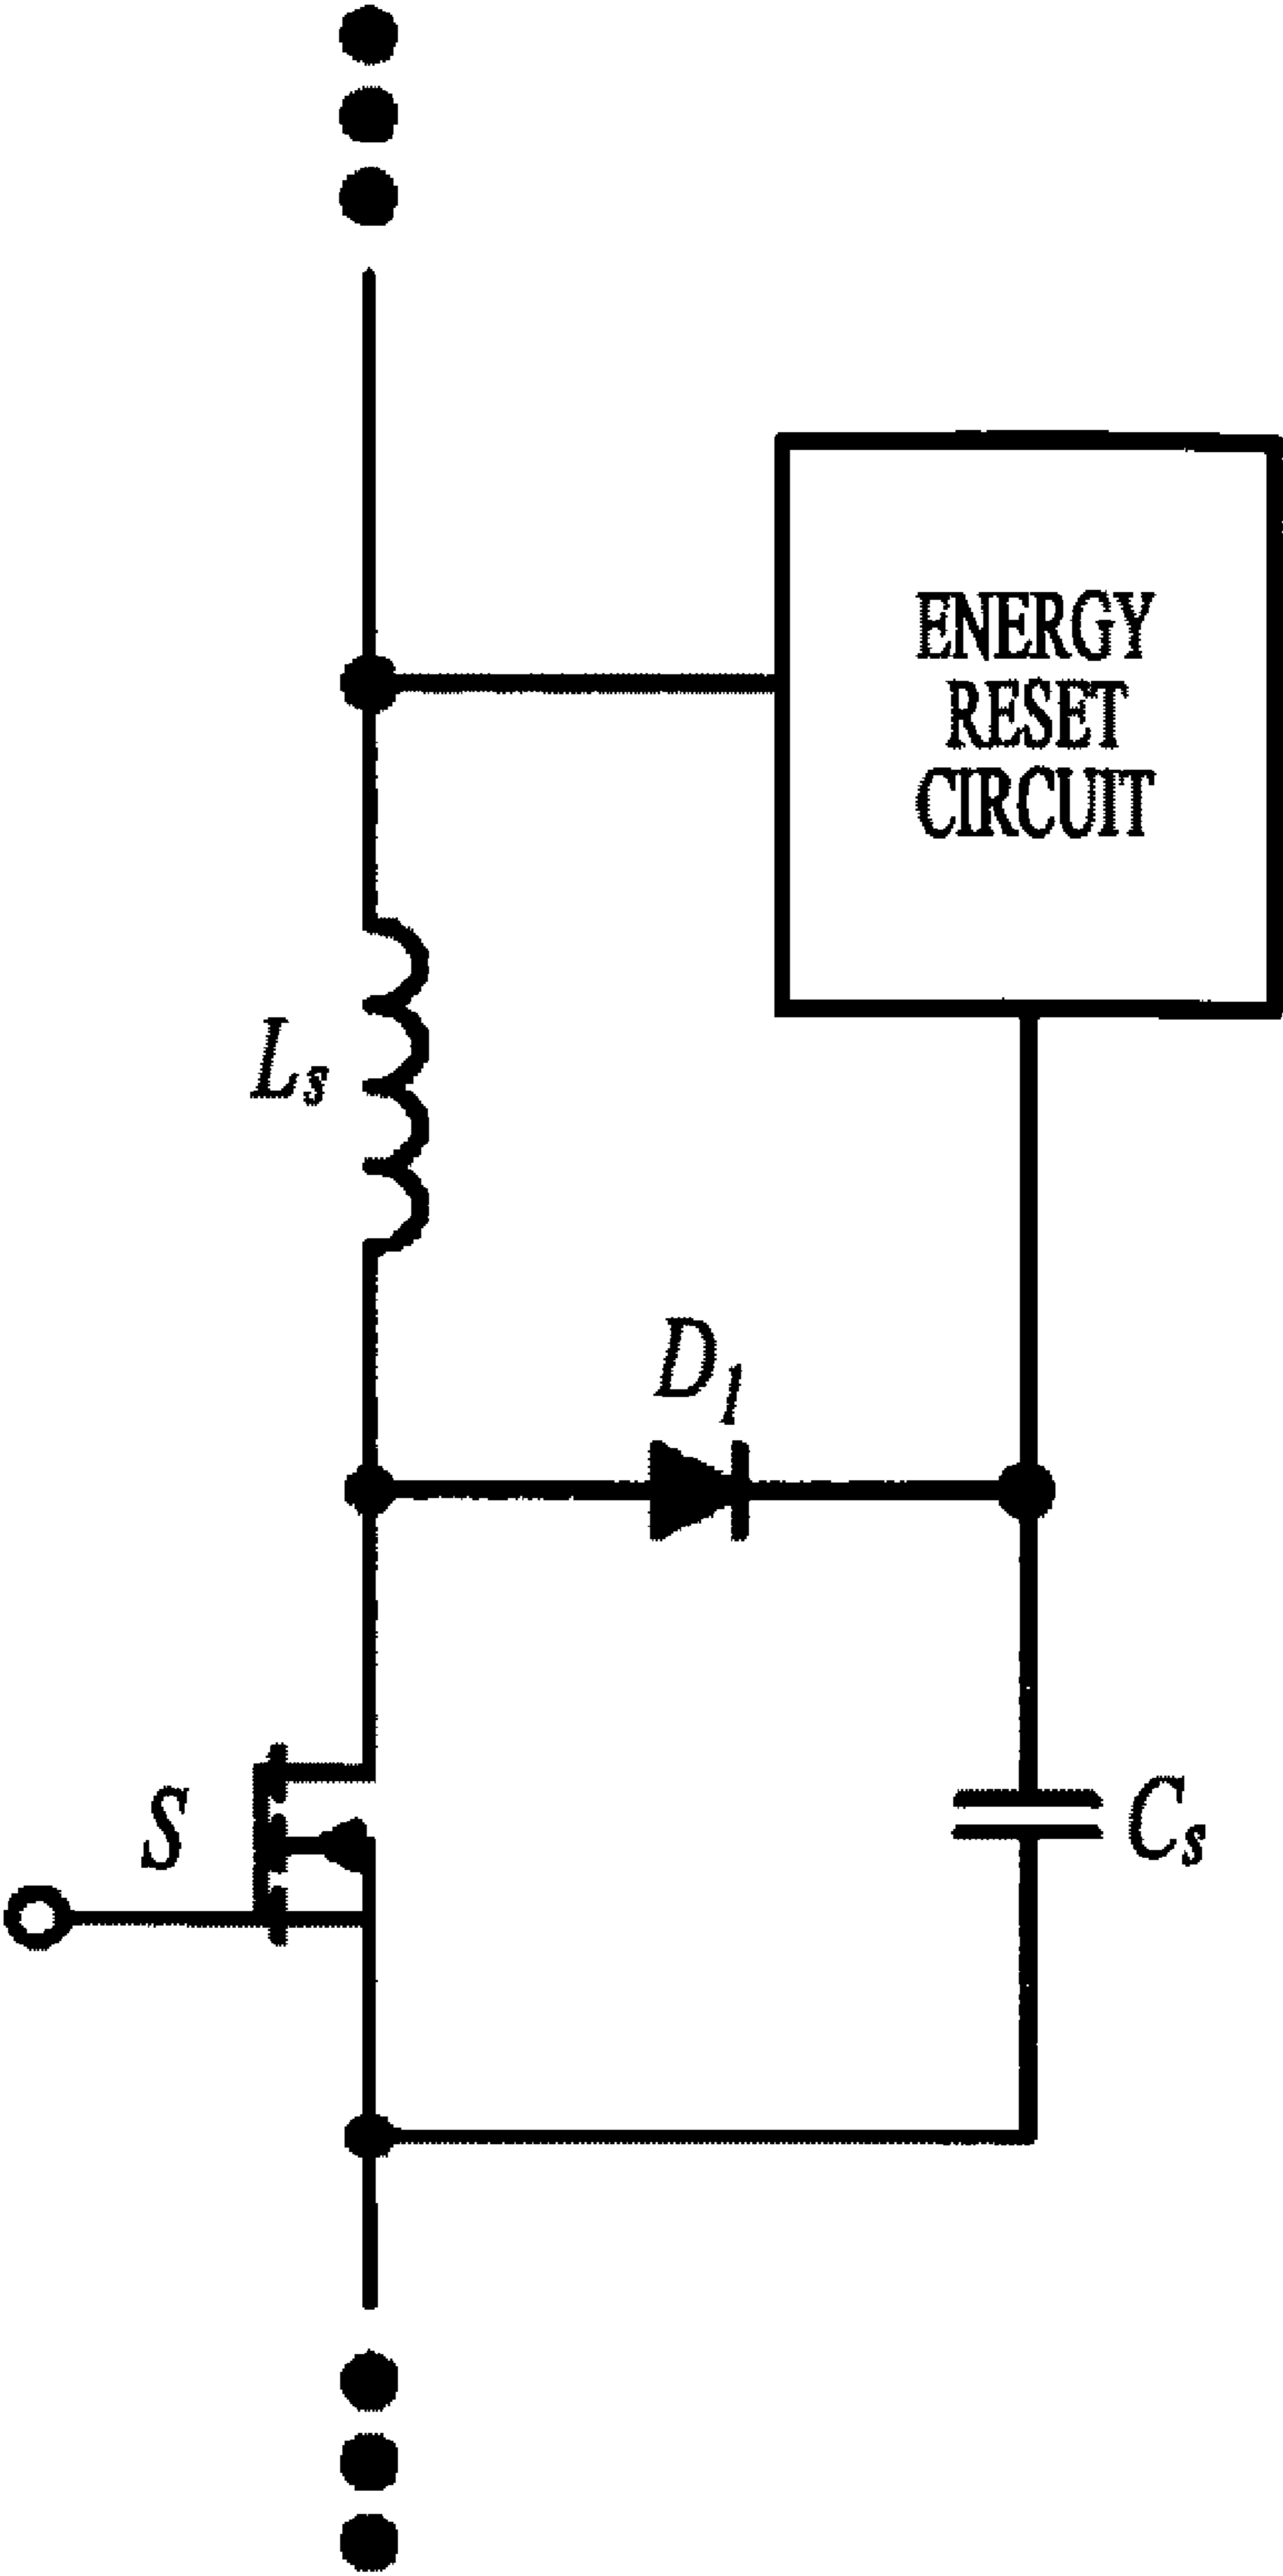 ENERGY
RESET
CIRCUIT
Ls
D1
S
Cs